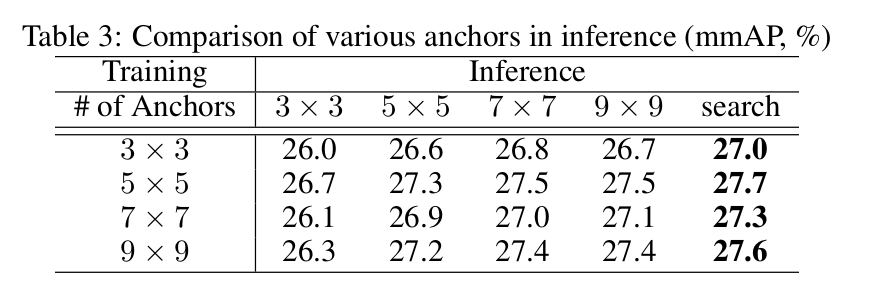 Table 3: Comparison of various anchors in inference (mmAP, %)
Training Inference
# of Anchors 3 × 3 5 × 5 7 × 7 9 × 9 search
3 × 3 26.0 26.6 26.8 26.7 27.0
5 × 5 26.7 27.3 27.5 27.5 27.7
7 × 7 26.1 26.9 27.0 27.1 27.3
9 × 9 26.3 27.2 27.4 27.4 27.6